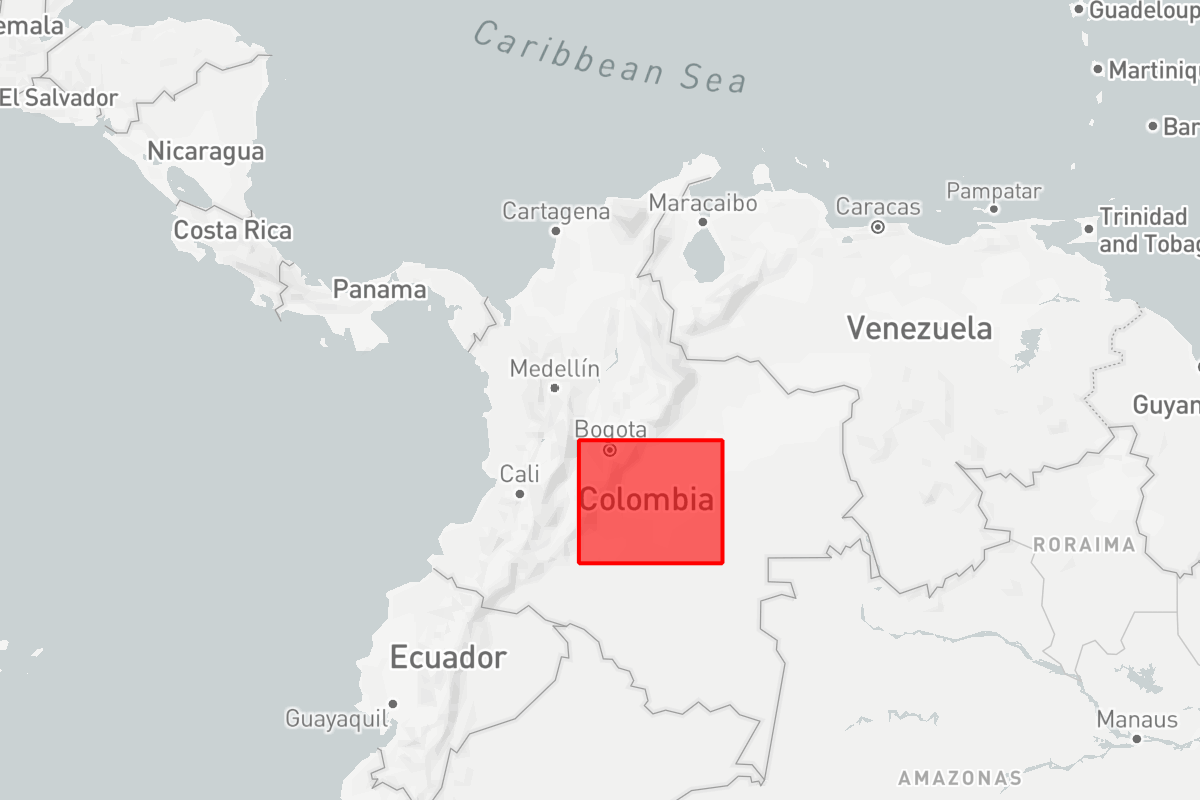 Guadeloup
emala
Caribbean Sea
Martiniqu
El Salvador
Bar
Nicaragua
Pampatar
Maracaibo
Caracas
Cartagena
Trinidad
and Tobag
Costa Rica
Panama
Venezuela
Medellín
Guyan
Bogota
Cali
Colombia
RORAIMA
Ecuador
Guayaquil
Manaus
AMAZONAS